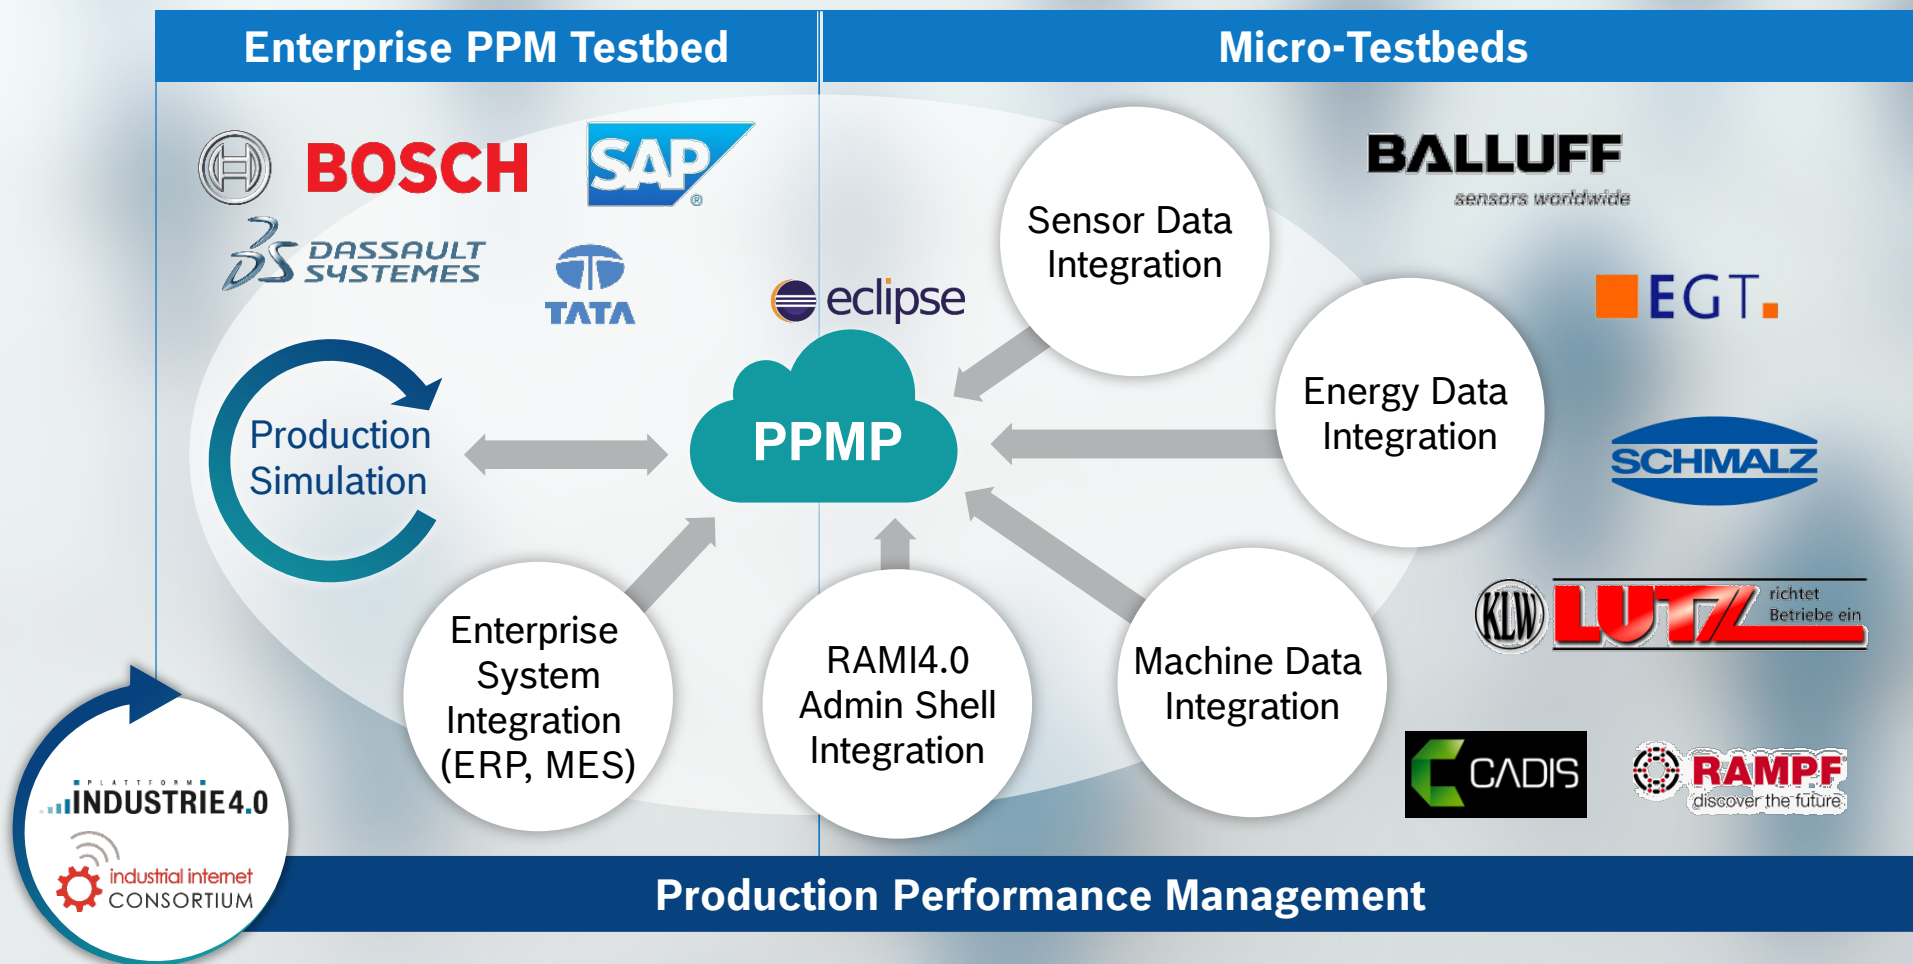 Enterprise PPM Testbed
Micro-Testbeds
BOSCH
SAP
®
DASSAULT
SYSTEMES
TATA
eclipse
BALLUFF
sensors worldwide
EGT.
SCHMALZ
KLW
LUTZ
richtet
Betriebe ein
CADIS
RAMPF
discover the future
Sensor Data
Integration
Energy Data
Integration
Machine Data
Integration
RAMI4.0
Admin Shell
Integration
Enterprise
System
Integration
(ERP, MES)
Production
Simulation
PPMP
PLATTFORM
INDUSTRIE4.0
industrial internet
CONSORTIUM
Production Performance Management